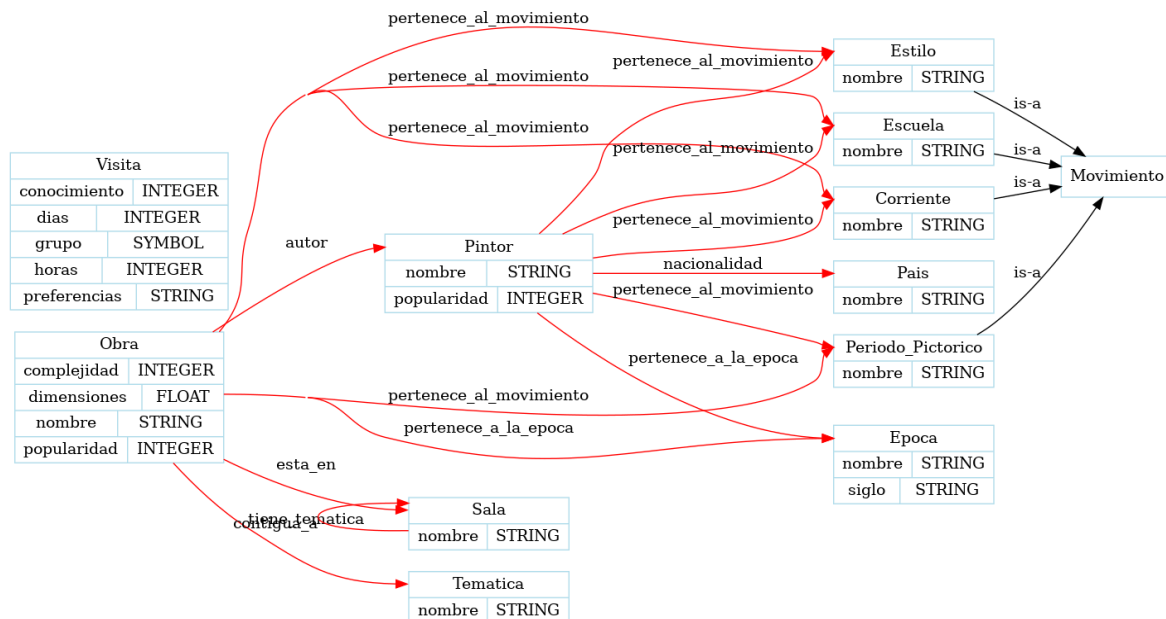 pertenece_al_movimiento
Estilo
nombre STRING
pertenece_al_movimiento
pertenece_al_movimiento
is-a
Escuela
nombre STRING
pertenece_al_movimiento
pertenece_al_movimiento
is-a
Visita
conocimiento INTEGER
dias INTEGER
grupo SYMBOL
horas INTEGER
preferencias STRING
Movimiento
is-a
Corriente
nombre STRING
pertenece_al_movimiento
autor
Pintor
nombre STRING
popularidad INTEGER
nacionalidad
Pais
nombre STRING
is-a
pertenece_al_movimiento
Obra
complejidad INTEGER
dimensiones FLOAT
nombre STRING
popularidad INTEGER
Periodo_Pictorico
nombre STRING
pertenece_a_la_epoca
pertenece_al_movimiento
pertenece_a_la_epoca
Epoca
nombre STRING
siglo STRING
esta_en
Sala
nombre STRING
tiene_tematica
contigua_a
Tematica
nombre STRING